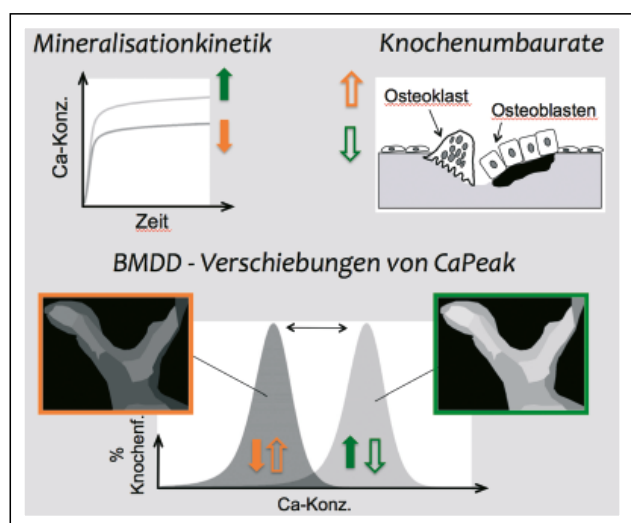 Mineralisationkinetik
Knochenumbaurate
Ca-Konz.
Zeit
Osteoklast
Osteoblasten
BMDD - Verschiebungen von CaPeak
%
Knochenf.
Ca-Konz.